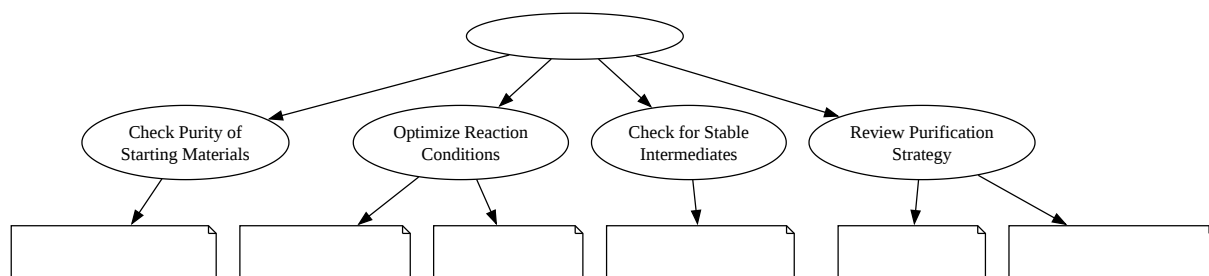 Check Purity of
Starting Materials
Optimize Reaction
Conditions
Check for Stable
Intermediates
Review Purification
Strategy